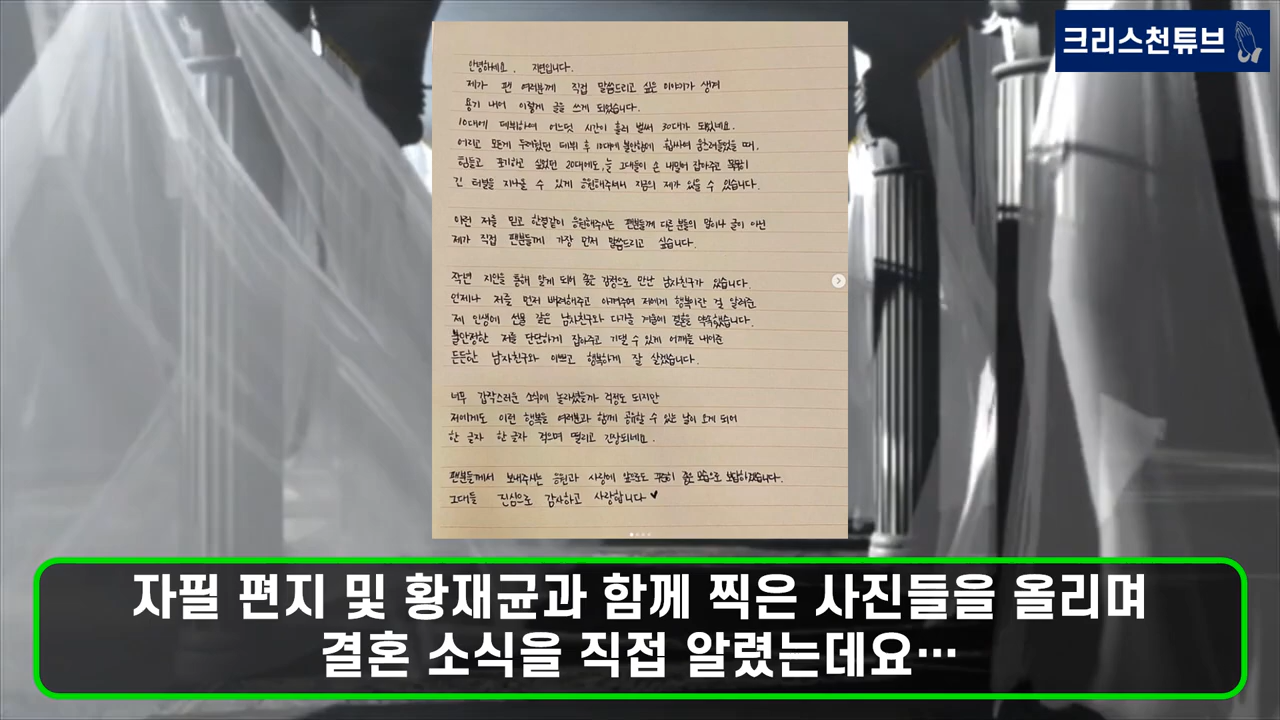 크리스천튜브
안녕하세요. 지연입니다.
제가 팬 여러분께 직접 말씀드리고 싶은 이야기가 생겨
용기 내어 이렇게 글을 쓰게 되었습니다.
10대에 데뷔하여 어느덧 시간이 흘러 벌써 30대가 되었네요.
어리고 모든게 두려웠던 데뷔 후 10대에 불안함에 휩싸여 움츠러들었을 때,
힘들고 포기하고 싶었던 20대에도, 늘 그대들이 손 내밀어 잡아주고 묵묵히
긴 터널을 지나올 수 있게 응원해주셔서 지금의 제가 있을 수 있습니다.
이런 저를 믿고 한결같이 응원해주시는 팬분들께 다른 분들의 말이나 글이 아닌
제가 직접 팬분들께 가장 먼저 말씀드리고 싶습니다.
작년 지인을 통해 알게 되어 좋은 감정으로 만난 남자친구가 있습니다.
언제나 저를 먼저 배려해주고 아껴주며 저에게 행복이란 걸 알려준
제 인생에 선물 같은 남자친구와 다가올 겨울에 결혼을 약속했습니다.
불안정한 저를 단단하게 잡아주고 기댈 수 있게 어깨를 내어준
든든한 남자친구와 이쁘고 행복하게 잘 살겠습니다.
너무 갑작스러운 소식에 놀라셨을까 걱정도 되지만
저에게도 이런 행복을 여러분과 함께 공유할 수 있는 날이 오게 되어
한 글자 한 글자 적으며 떨리고 긴장되네요.
팬분들께서 보내주시는 응원과 사랑에 앞으로도 꾸준히 좋은 모습으로 보답하겠습니다.
그대들 진심으로 감사하고 사랑합니다 ♥
자필 편지 및 황재균과 함께 찍은 사진들을 올리며
결혼 소식을 직접 알렸는데요…